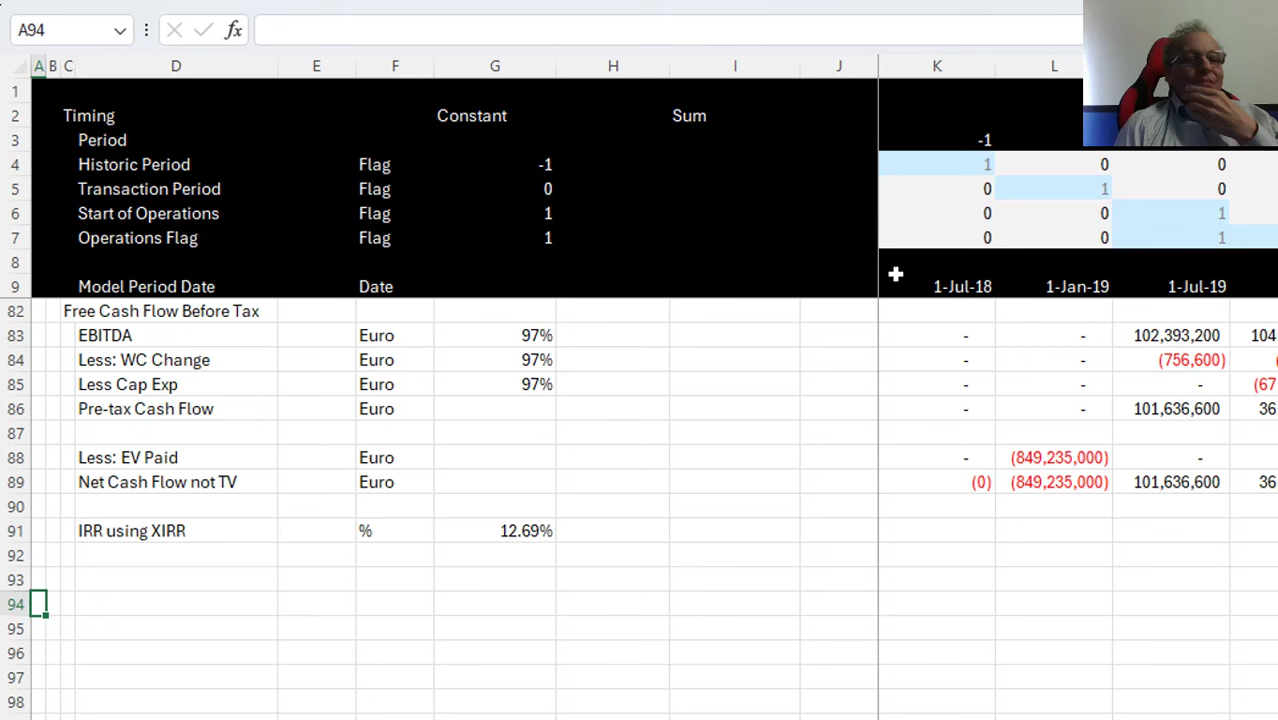 A94 fx
A B C D E F G H I J K L
1
2 Timing Constant Sum
3 Period -1
4 Historic Period Flag -1 1 0 0
5 Transaction Period Flag 0 0 1 0
6 Start of Operations Flag 1 0 0 1
7 Operations Flag Flag 1 0 0 1
8
9 Model Period Date Date 1-Jul-18 1-Jan-19 1-Jul-19
82 Free Cash Flow Before Tax
83 EBITDA Euro 97% - - 102,393,200 104
84 Less: WC Change Euro 97% - - (756,600) (
85 Less Cap Exp Euro 97% - - - (67
86 Pre-tax Cash Flow Euro - - 101,636,600 36
87
88 Less: EV Paid Euro - (849,235,000) -
89 Net Cash Flow not TV Euro (0) (849,235,000) 101,636,600 36
90
91 IRR using XIRR % 12.69%
92
93
94
95
96
97
98